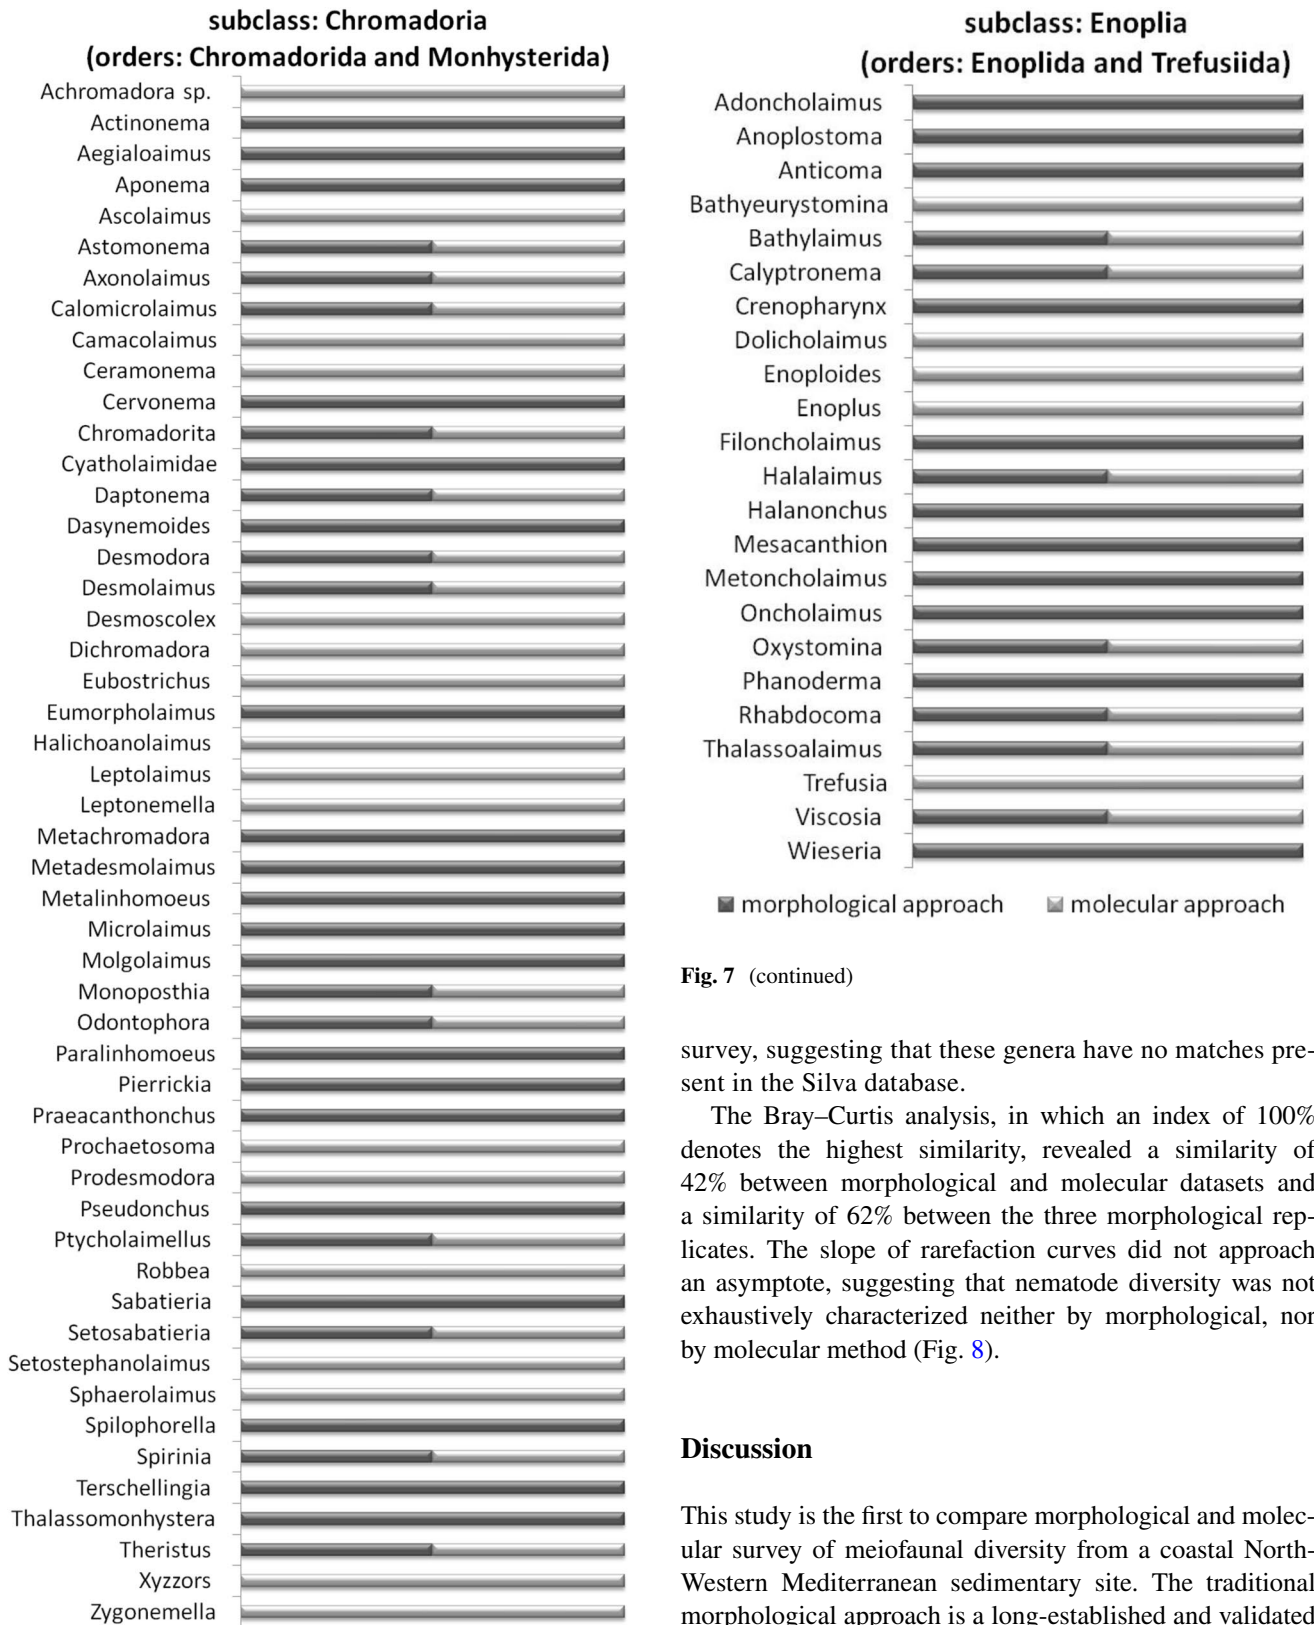 subclass: Chromadoria
(orders: Chromadorida and Monhysterida)
Achromadora sp.
Actinonema
Aegialoaimus
Aponema
Ascolaimus
Astomonema
Axonolaimus
Calomicrolaimus
Camacolaimus
Ceramonema
Cervonema
Chromadorita
Cyatholaimidae
Daptonema
Dasynemoides
Desmodora
Desmolaimus
Desmoscolex
Dichromadora
Eubostrichus
Eumorpholaimus
Halichoanolaimus
Leptolaimus
Leptonemella
Metachromadora
Metadesmolaimus
Metalinhomoeus
Microlaimus
Molgolaimus
Monoposthia
Odontophora
Paralinhomoeus
Pierrickia
Praeacanthonchus
Prochaetosoma
Prodesmodora
Pseudonchus
Ptycholaimellus
Robbea
Sabatieria
Setosabatieria
Setostephanolaimus
Sphaerolaimus
Spilophorella
Spirinia
Terschellingia
Thalassomonhystera
Theristus
Xyzzors
Zygonemella
subclass: Enoplia
(orders: Enoplida and Trefusiida)
Adoncholaimus
Anoplostoma
Anticoma
Bathyeurystomina
Bathylaimus
Calyptronema
Crenopharynx
Dolicholaimus
Enoploides
Enoplus
Filoncholaimus
Halalaimus
Halanonchus
Mesacanthion
Metoncholaimus
Oncholaimus
Oxystomina
Phanoderma
Rhabdocoma
Thalassoalaimus
Trefusia
Viscosia
Wieseria
morphological approach molecular approach
Fig. 7 (continued)
survey, suggesting that these genera have no matches pre-
sent in the Silva database.
The Bray–Curtis analysis, in which an index of 100%
denotes the highest similarity, revealed a similarity of
42% between morphological and molecular datasets and
a similarity of 62% between the three morphological rep-
licates. The slope of rarefaction curves did not approach
an asymptote, suggesting that nematode diversity was not
exhaustively characterized neither by morphological, nor
by molecular method (Fig. 8).
Discussion
This study is the first to compare morphological and molec-
ular survey of meiofaunal diversity from a coastal North-
Western Mediterranean sedimentary site. The traditional
morphological approach is a long-established and validated